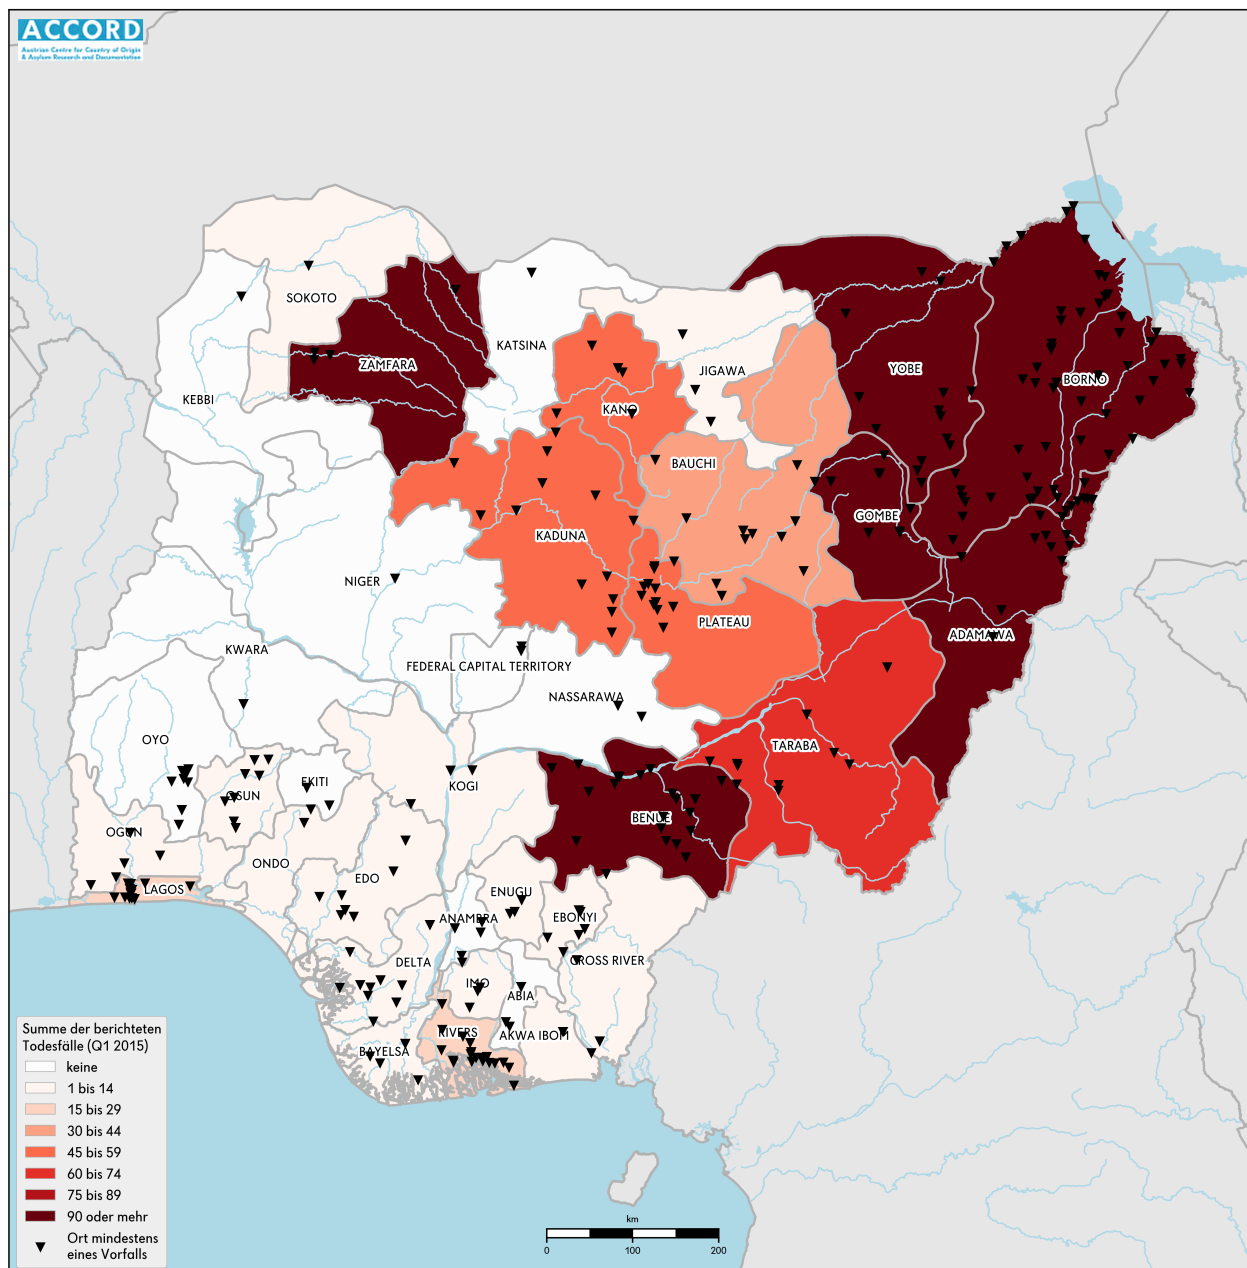 ACCORD
Austrian Centre for Country of Origin
& Asylum Research and Documentation
SOKOTO
ZAMFARA
KATSINA
KEBBI
KANO
JIGAWA
YOBE
BORNO
BAUCHI
GOMBE
KADUNA
NIGER
PLATEAU
ADAMAWA
KWARA
FEDERAL CAPITAL TERRITORY
NASSARAWA
OYO
TARABA
KOGI
EKITI
OSUN
BENUE
OGUN
ONDO
EDO
LAGOS
ENUGU
ANAMBRA
EBONYI
DELTA
CROSS RIVER
IMO
ABIA
RIVERS
AKWA IBOM
BAYELSA
Summe der berichteten
Todesfälle (Q1 2015)
keine
1 bis 14
15 bis 29
30 bis 44
45 bis 59
60 bis 74
75 bis 89
90 oder mehr
Ort mindestens
eines Vorfalls
km
0 100 200